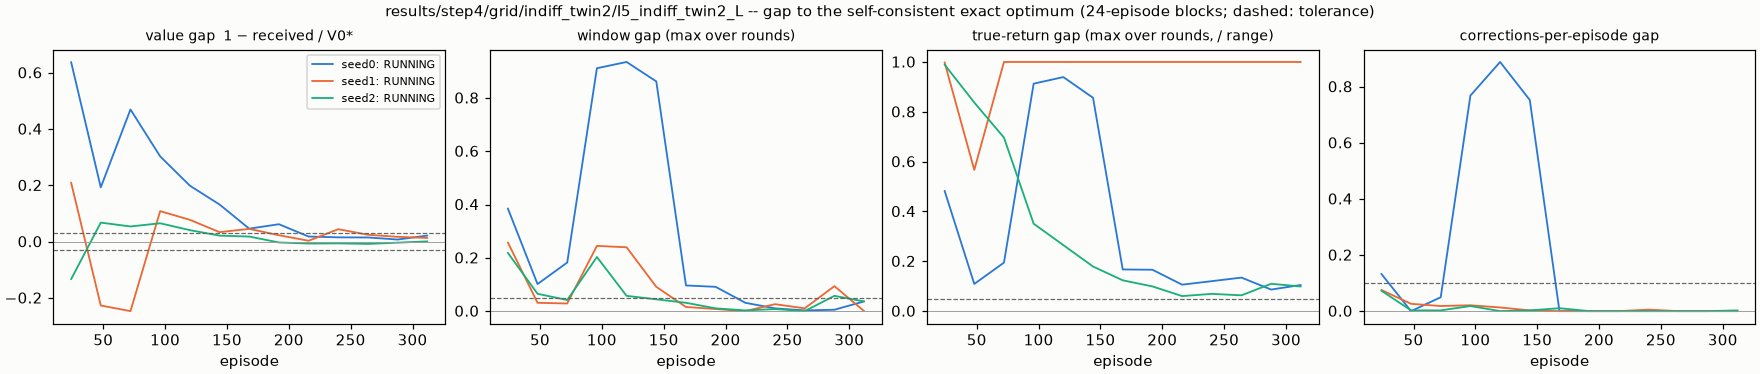 results/step4/grid/indiff_twin2/I5_indiff_twin2_L -- gap to the self-consistent exact optimum (24-episode blocks; dashed: tolerance)
value gap 1 − received / V0*
0.6
0.4
0.2
0.0
−0.2
50 100 150 200 250 300
episode
seed0: RUNNING
seed1: RUNNING
seed2: RUNNING
window gap (max over rounds)
0.8
0.6
0.4
0.2
0.0
50 100 150 200 250 300
episode
true-return gap (max over rounds, / range)
1.0
0.8
0.6
0.4
0.2
0.0
50 100 150 200 250 300
episode
corrections-per-episode gap
0.8
0.6
0.4
0.2
0.0
50 100 150 200 250 300
episode